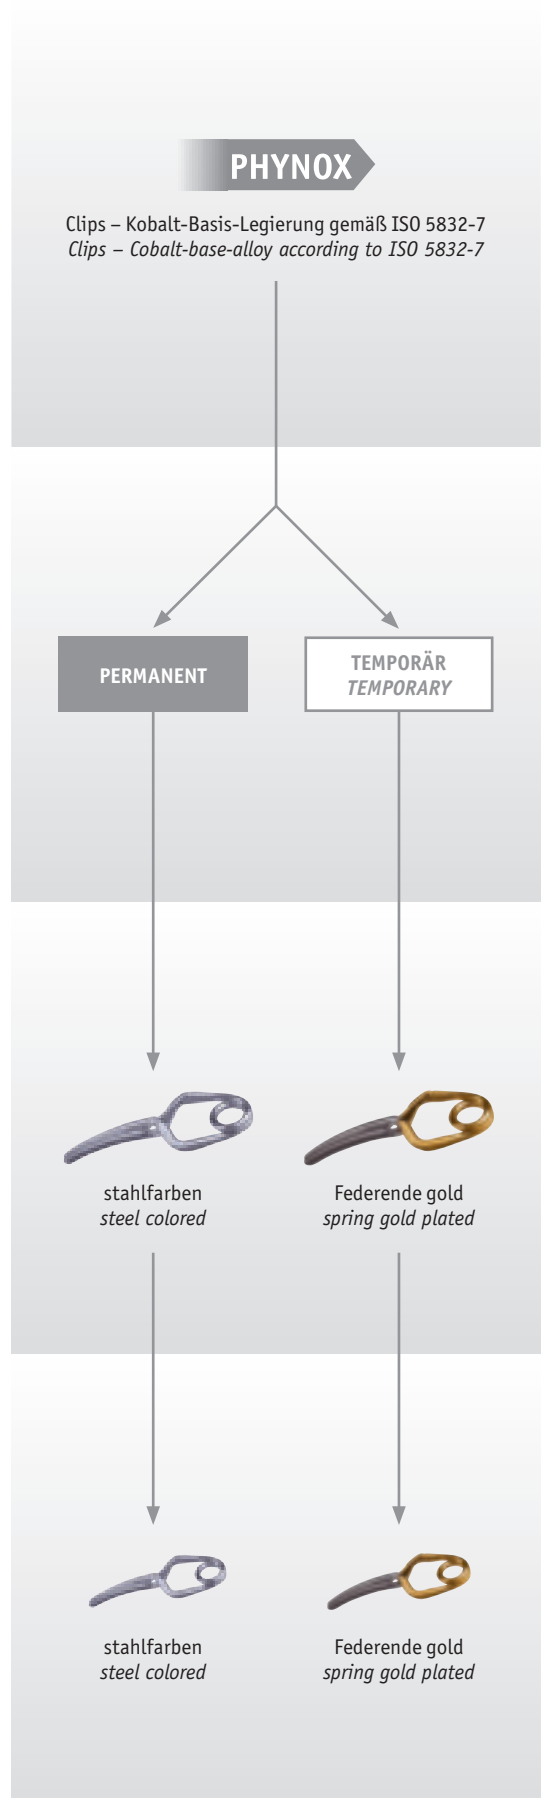 PHYNOX
Clips – Kobalt-Basis-Legierung gemäß ISO 5832-7
Clips – Cobalt-base-alloy according to ISO 5832-7
PERMANENT
TEMPORÄR
TEMPORARY
stahlfarben
steel colored
Federende gold
spring gold plated
stahlfarben
steel colored
Federende gold
spring gold plated